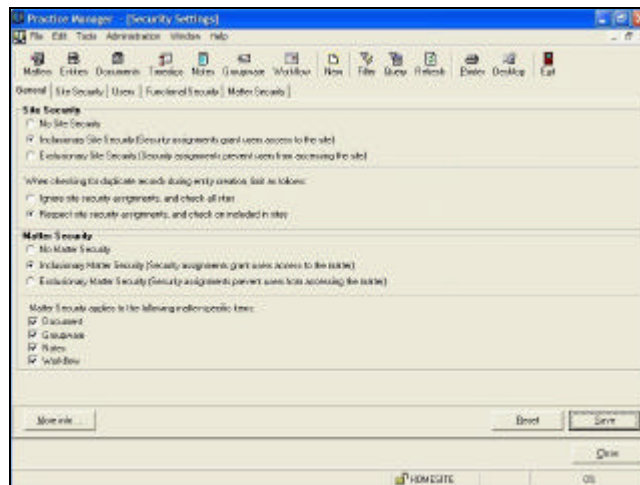 Practice Manager - [Security Settings]
File Edit Tools Administration Window Help
Matters Entities Documents Timeslips Notes Groupware Workflow New Filter Query Refresh Printer Desktop Exit
General Site Security Users Functional Security Matter Security
Site Security
No Site Security
Inclusionary Site Security (Security assignments grant users access to the site)
Exclusionary Site Security (Security assignments prevent users from accessing the site)
When checking for duplicate records during entity creation, look as follows:
Ignore site security assignments, and check all sites
Respect site security assignments, and check on included in sites
Matter Security
No Matter Security
Inclusionary Matter Security (Security assignments grant users access to the matter)
Exclusionary Matter Security (Security assignments prevent users from accessing the matter)
Matter Security applies to the following matter-specific items:
Document
Groupware
Notes
Workflow
More info...
Reset Save
Close
HOMESITE